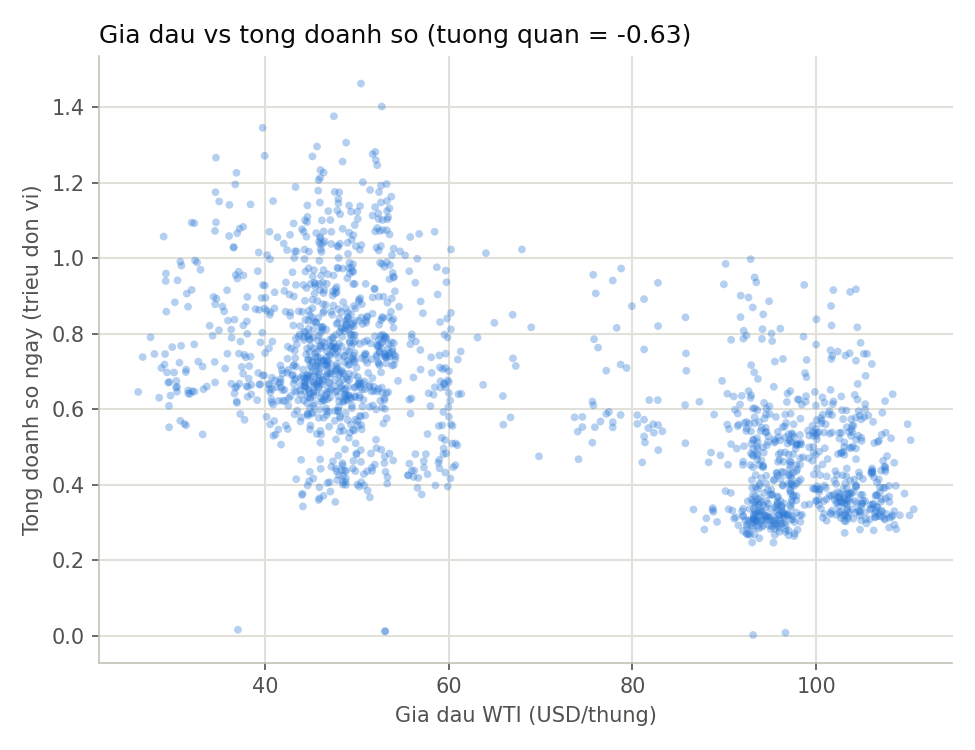 Gia dau vs tong doanh so (tuong quan = -0.63)
Tong doanh so ngay (trieu don vi)
1.4
1.2
1.0
0.8
0.6
0.4
0.2
0.0
40 60 80 100
Gia dau WTI (USD/thung)